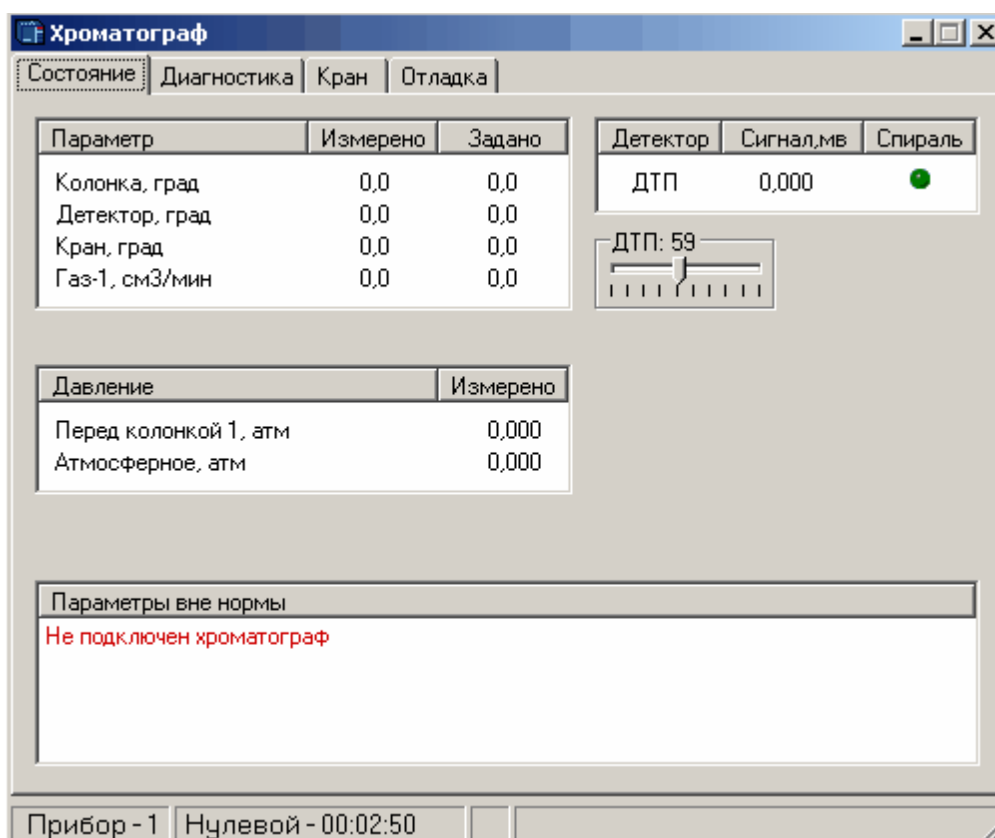 Хроматограф
Состояние Диагностика Кран Отладка
Параметр Измерено Задано
Колонка, град 0,0 0,0
Детектор, град 0,0 0,0
Кран, град 0,0 0,0
Газ-1, см3/мин 0,0 0,0
Детектор Сигнал,мв Спираль
ДТП 0,000
ДТП: 59
Давление Измерено
Перед колонкой 1, атм 0,000
Атмосферное, атм 0,000
Параметры вне нормы
Не подключен хроматограф
Прибор - 1 Нулевой - 00:02:50